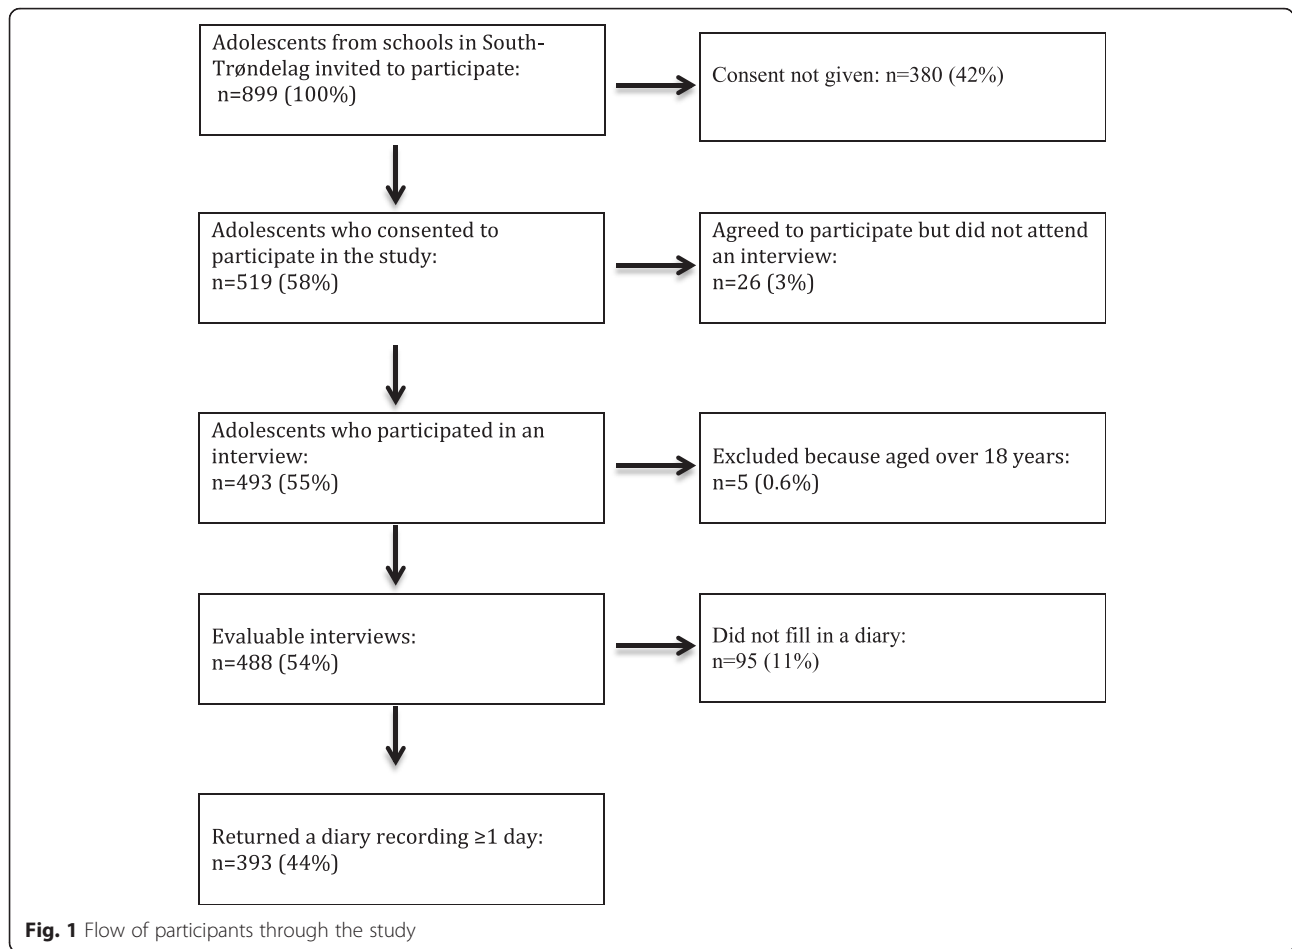 Adolescents from schools in South-
Trøndelag invited to participate:
n=899 (100%)
Consent not given: n=380 (42%)
Adolescents who consented to
participate in the study:
n=519 (58%)
Agreed to participate but did not attend
an interview:
n=26 (3%)
Adolescents who participated in an
interview:
n=493 (55%)
Excluded because aged over 18 years:
n=5 (0.6%)
Evaluable interviews:
n=488 (54%)
Did not fill in a diary:
n=95 (11%)
Returned a diary recording ≥1 day:
n=393 (44%)
Fig. 1 Flow of participants through the study